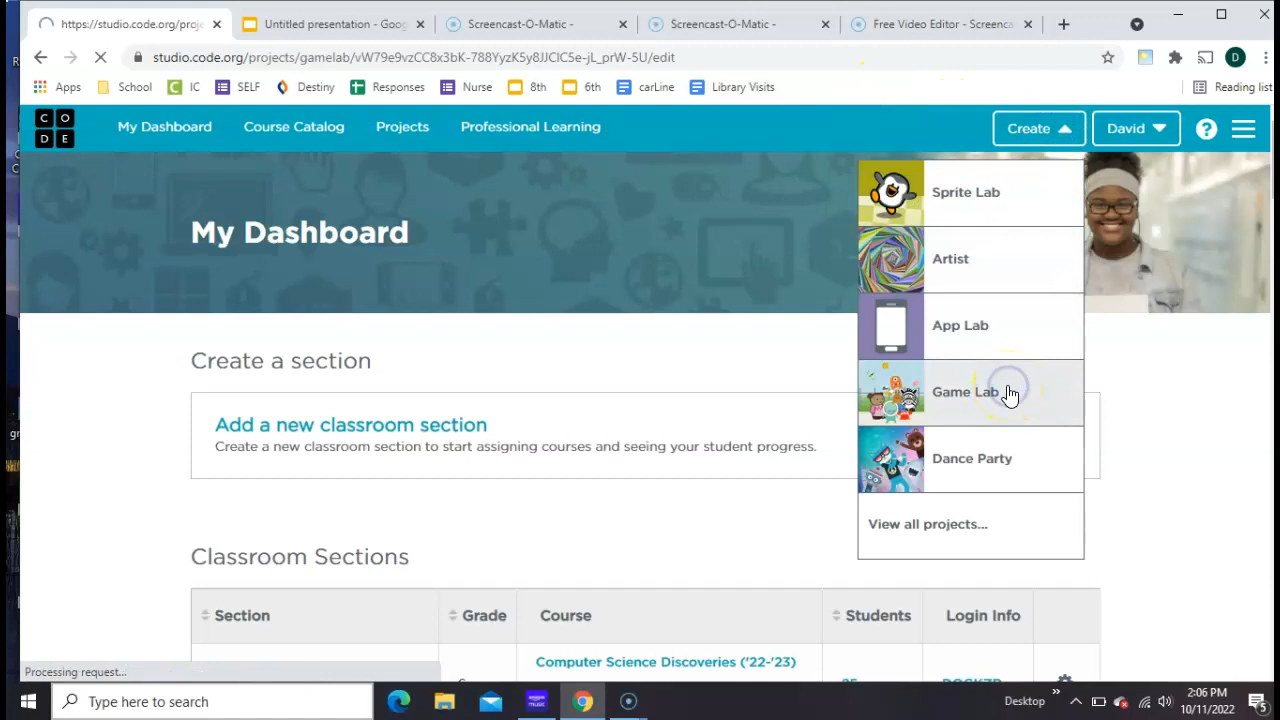 https://studio.code.org/proje
Untitled presentation - Goog
Screencast-O-Matic -
Screencast-O-Matic -
Free Video Editor - Screenca
studio.code.org/projects/gamelab/vW79e9vzCC8x3bK-788YyzK5y8JJClC5e-jL_prW-5U/edit
D
Apps
School
IC
SELF
Destiny
Responses
Nurse
8th
6th
carLine
Library Visits
Reading list
C O
D E
My Dashboard
Course Catalog
Projects
Professional Learning
Create
David
?
My Dashboard
Sprite Lab
Artist
App Lab
Game Lab
Dance Party
View all projects...
Create a section
Add a new classroom section
Create a new classroom section to start assigning courses and seeing your student progress.
Classroom Sections
Section
Grade
Course
Students
Login Info
Computer Science Discoveries ('22-'23)
Processing request...
Type here to search
Desktop
2:06 PM
10/11/2022
5